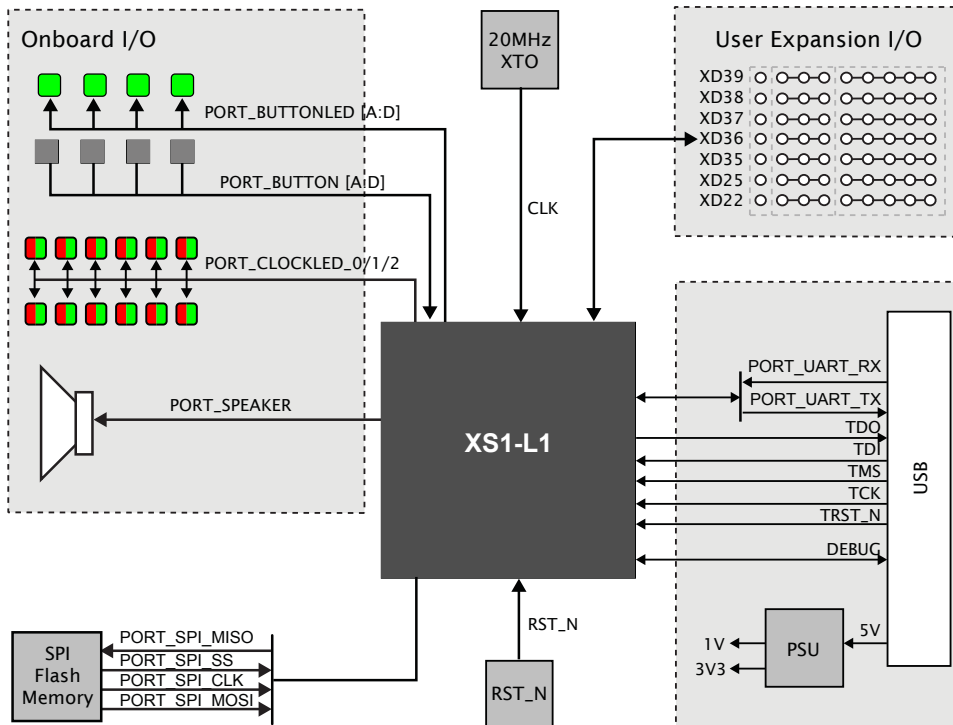 Onboard I/O
PORT_BUTTONLED [A:D]
PORT_BUTTON [A:D]
PORT_CLOCKLED_0/1/2
PORT_SPEAKER
20MHz
XTO
CLK
User Expansion I/O
XD39
XD38
XD37
XD36
XD35
XD25
XD22
XS1-L1
PORT_UART_RX
PORT_UART_TX
TDO
TDI
TMS
TCK
TRST_N
DEBUG
USB
5V
PSU
1V
3V3
RST_N
RST_N
SPI
Flash
Memory
PORT_SPI_MISO
PORT_SPI_SS
PORT_SPI_CLK
PORT_SPI_MOSI